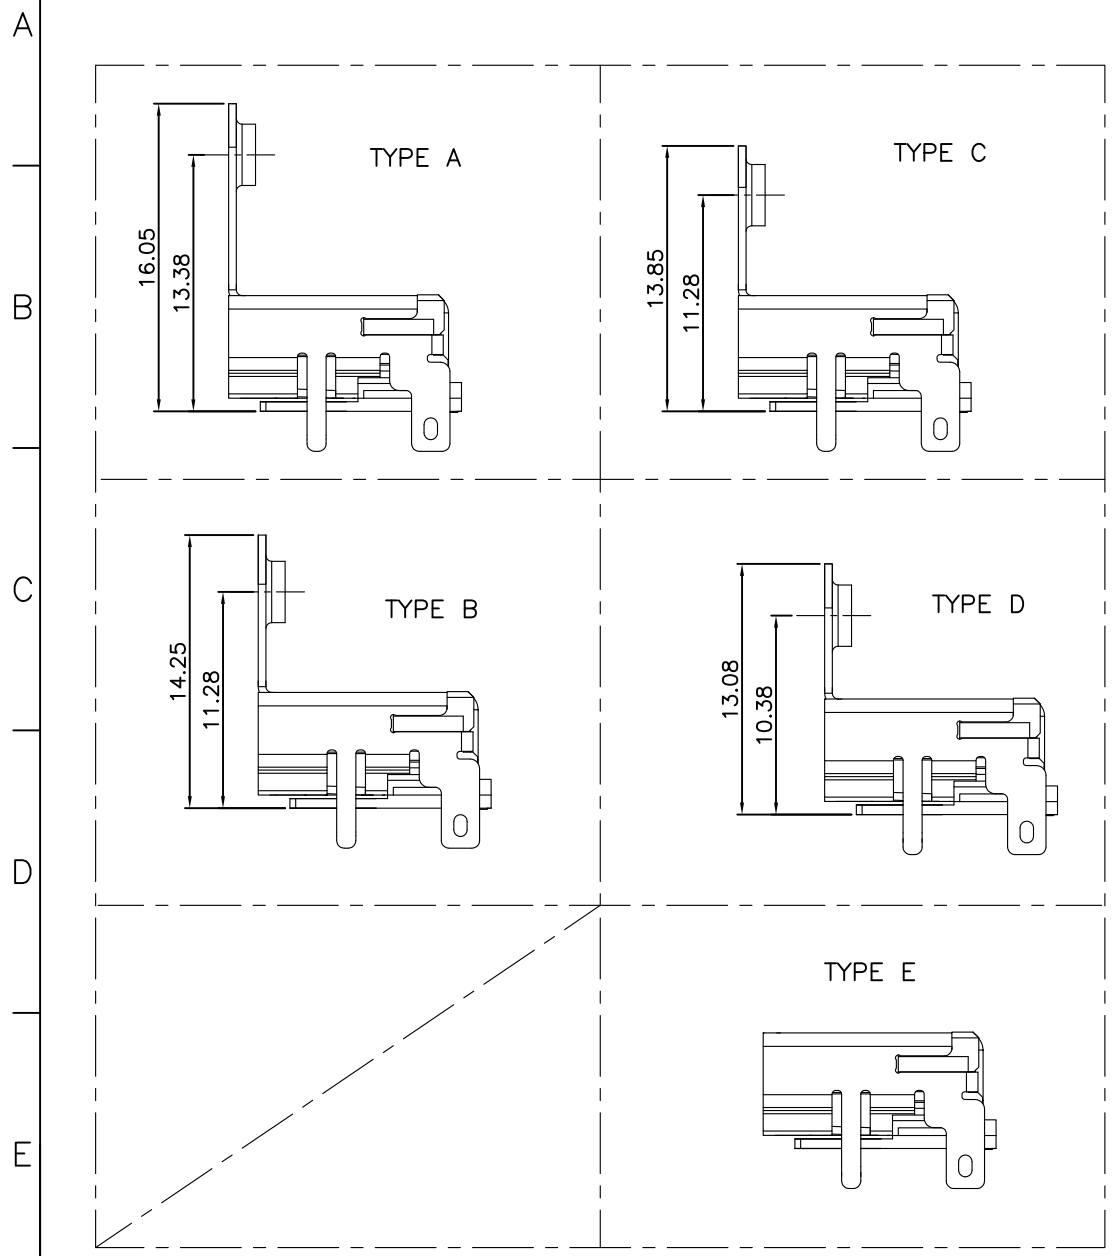 A
TYPE A
16.05
13.38
TYPE C
13.85
11.28
B
C
TYPE B
14.25
11.28
TYPE D
13.08
10.38
D
TYPE E
E